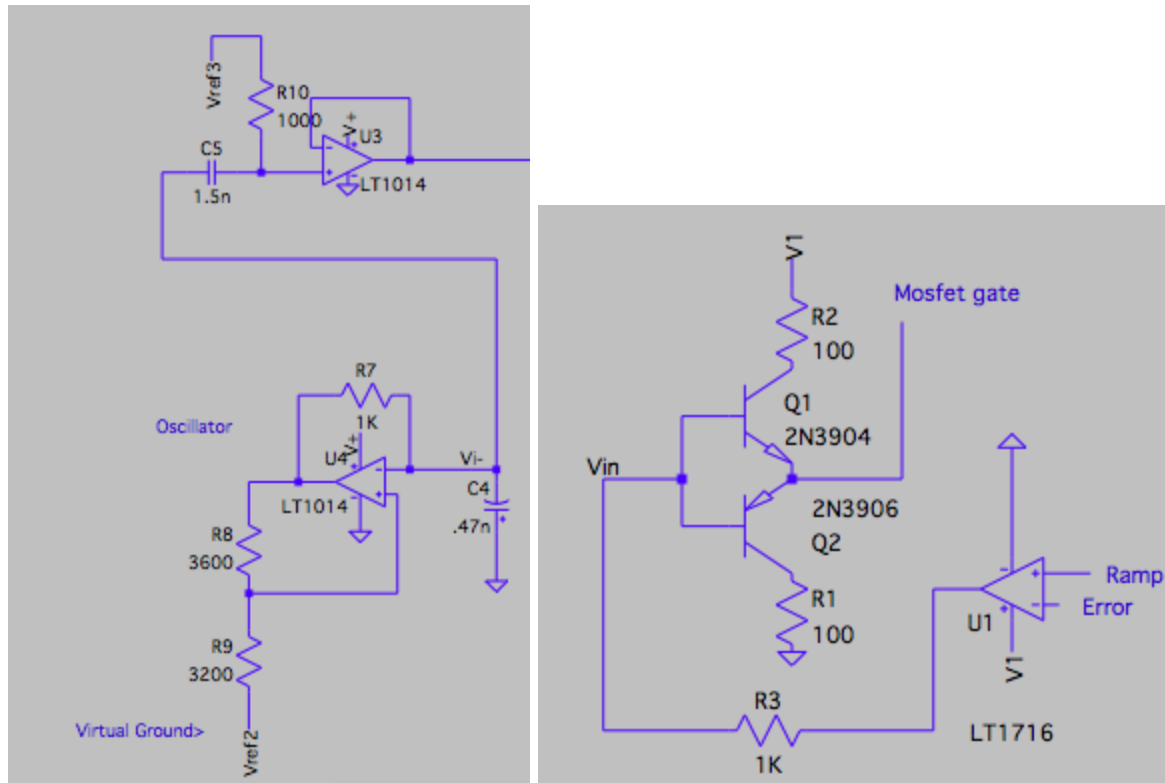 Vref3
R10
1000
V+
U3
C5
1.5n
LT1014
R7
1K
Oscillator
V+
U4
Vi-
C4
LT1014
.47n
R8
3600
R9
3200
Virtual Ground>
Vref2
V1
Mosfet gate
R2
100
Q1
2N3904
Vin
2N3906
Q2
Ramp
Error
R1
100
U1
V1
R3
1K
LT1716